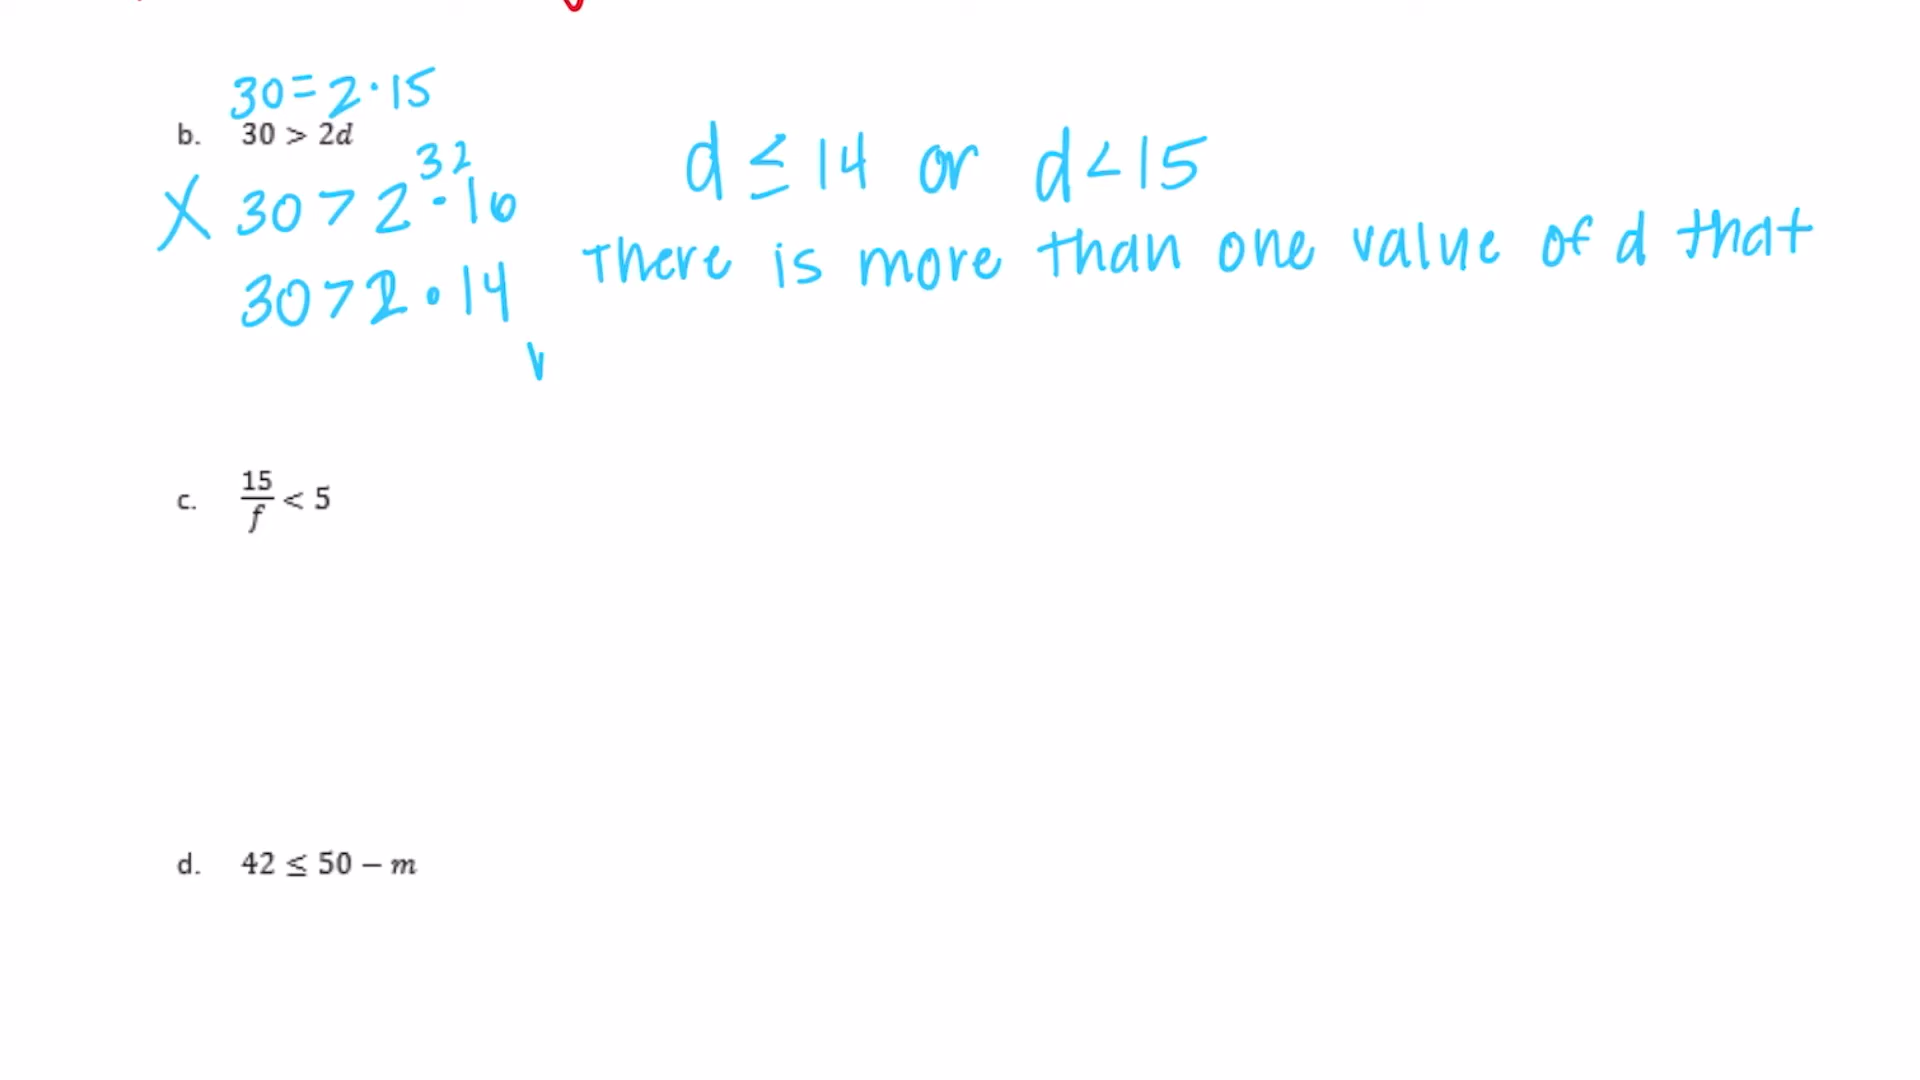 30=2·15
b. 30 > 2d
32
X 30>2·16
30>2·14
d≤14 or d<15
There is more than one value of d that
c. 15/f < 5
d. 42 ≤ 50 − m